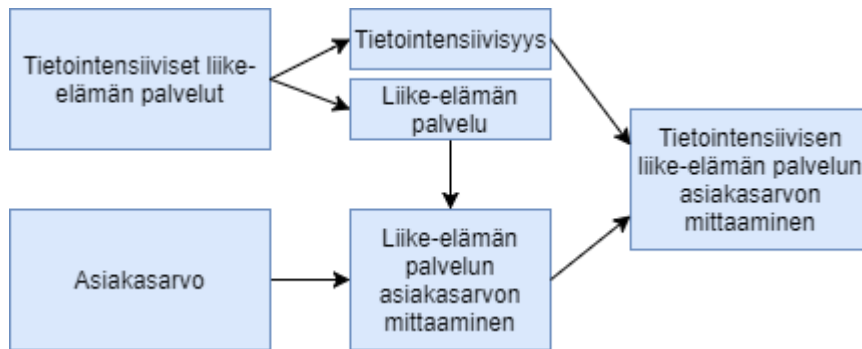 Tietointensiiviset liike-
elämän palvelut
Tietointensiivisyys
Liike-elämän
palvelu
Tietointensiivisen
liike-elämän palvelun
asiakasarvon
mittaaminen
Asiakasarvo
Liike-elämän
palvelun
asiakasarvon
mittaaminen